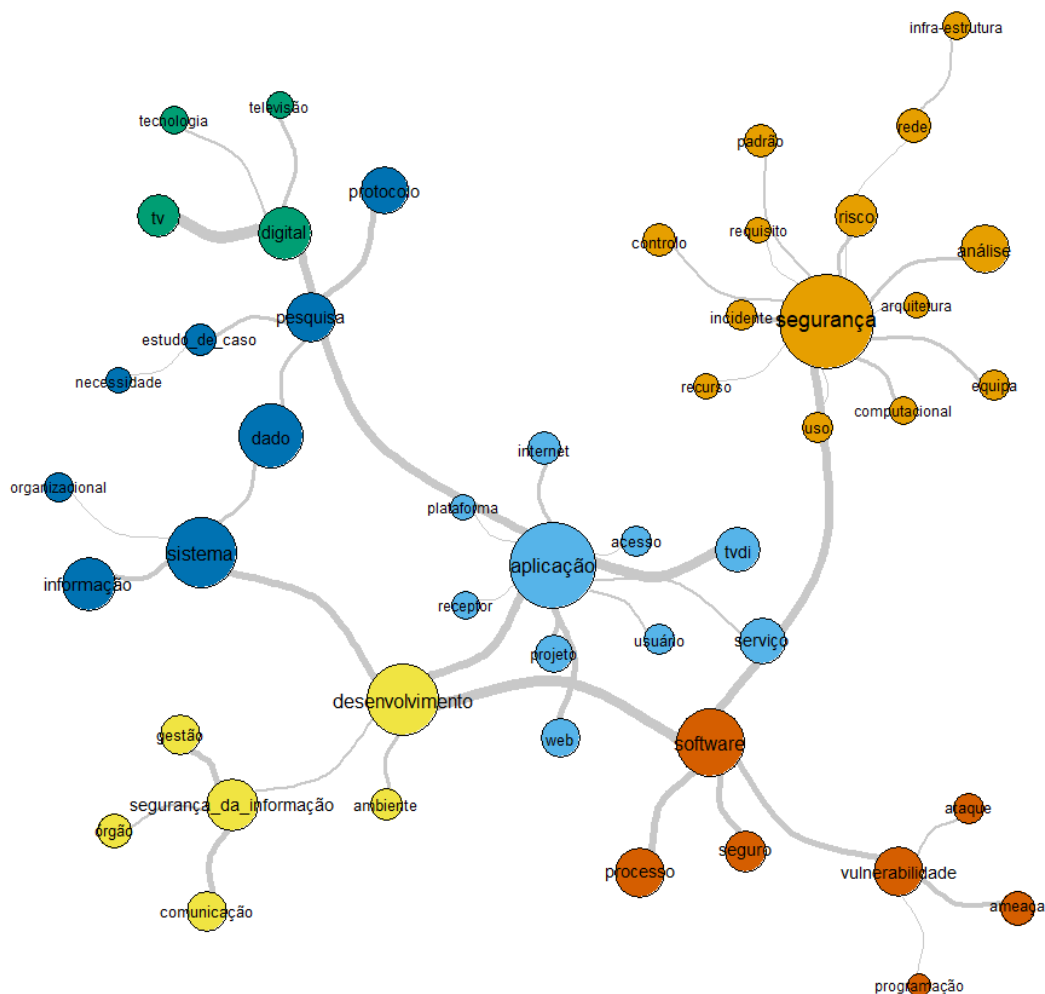 infra-estrutura
televisão
tecnologia
rede
padrão
protocolo
tv
digital
risco
requisito
controlo
análise
arquitetura
pesquisa
incidente
segurança
estudo_de_caso
necessidade
recurso
equipa
computacional
uso
dado
internet
organizacional
plataforma
acesso
tvdi
sistema
aplicação
informação
receptor
usuário
serviço
projeto
desenvolvimento
gestão
web
software
segurança_da_informação
ambiente
ataque
órgão
seguro
processo
vulnerabilidade
ameaça
comunicação
programação